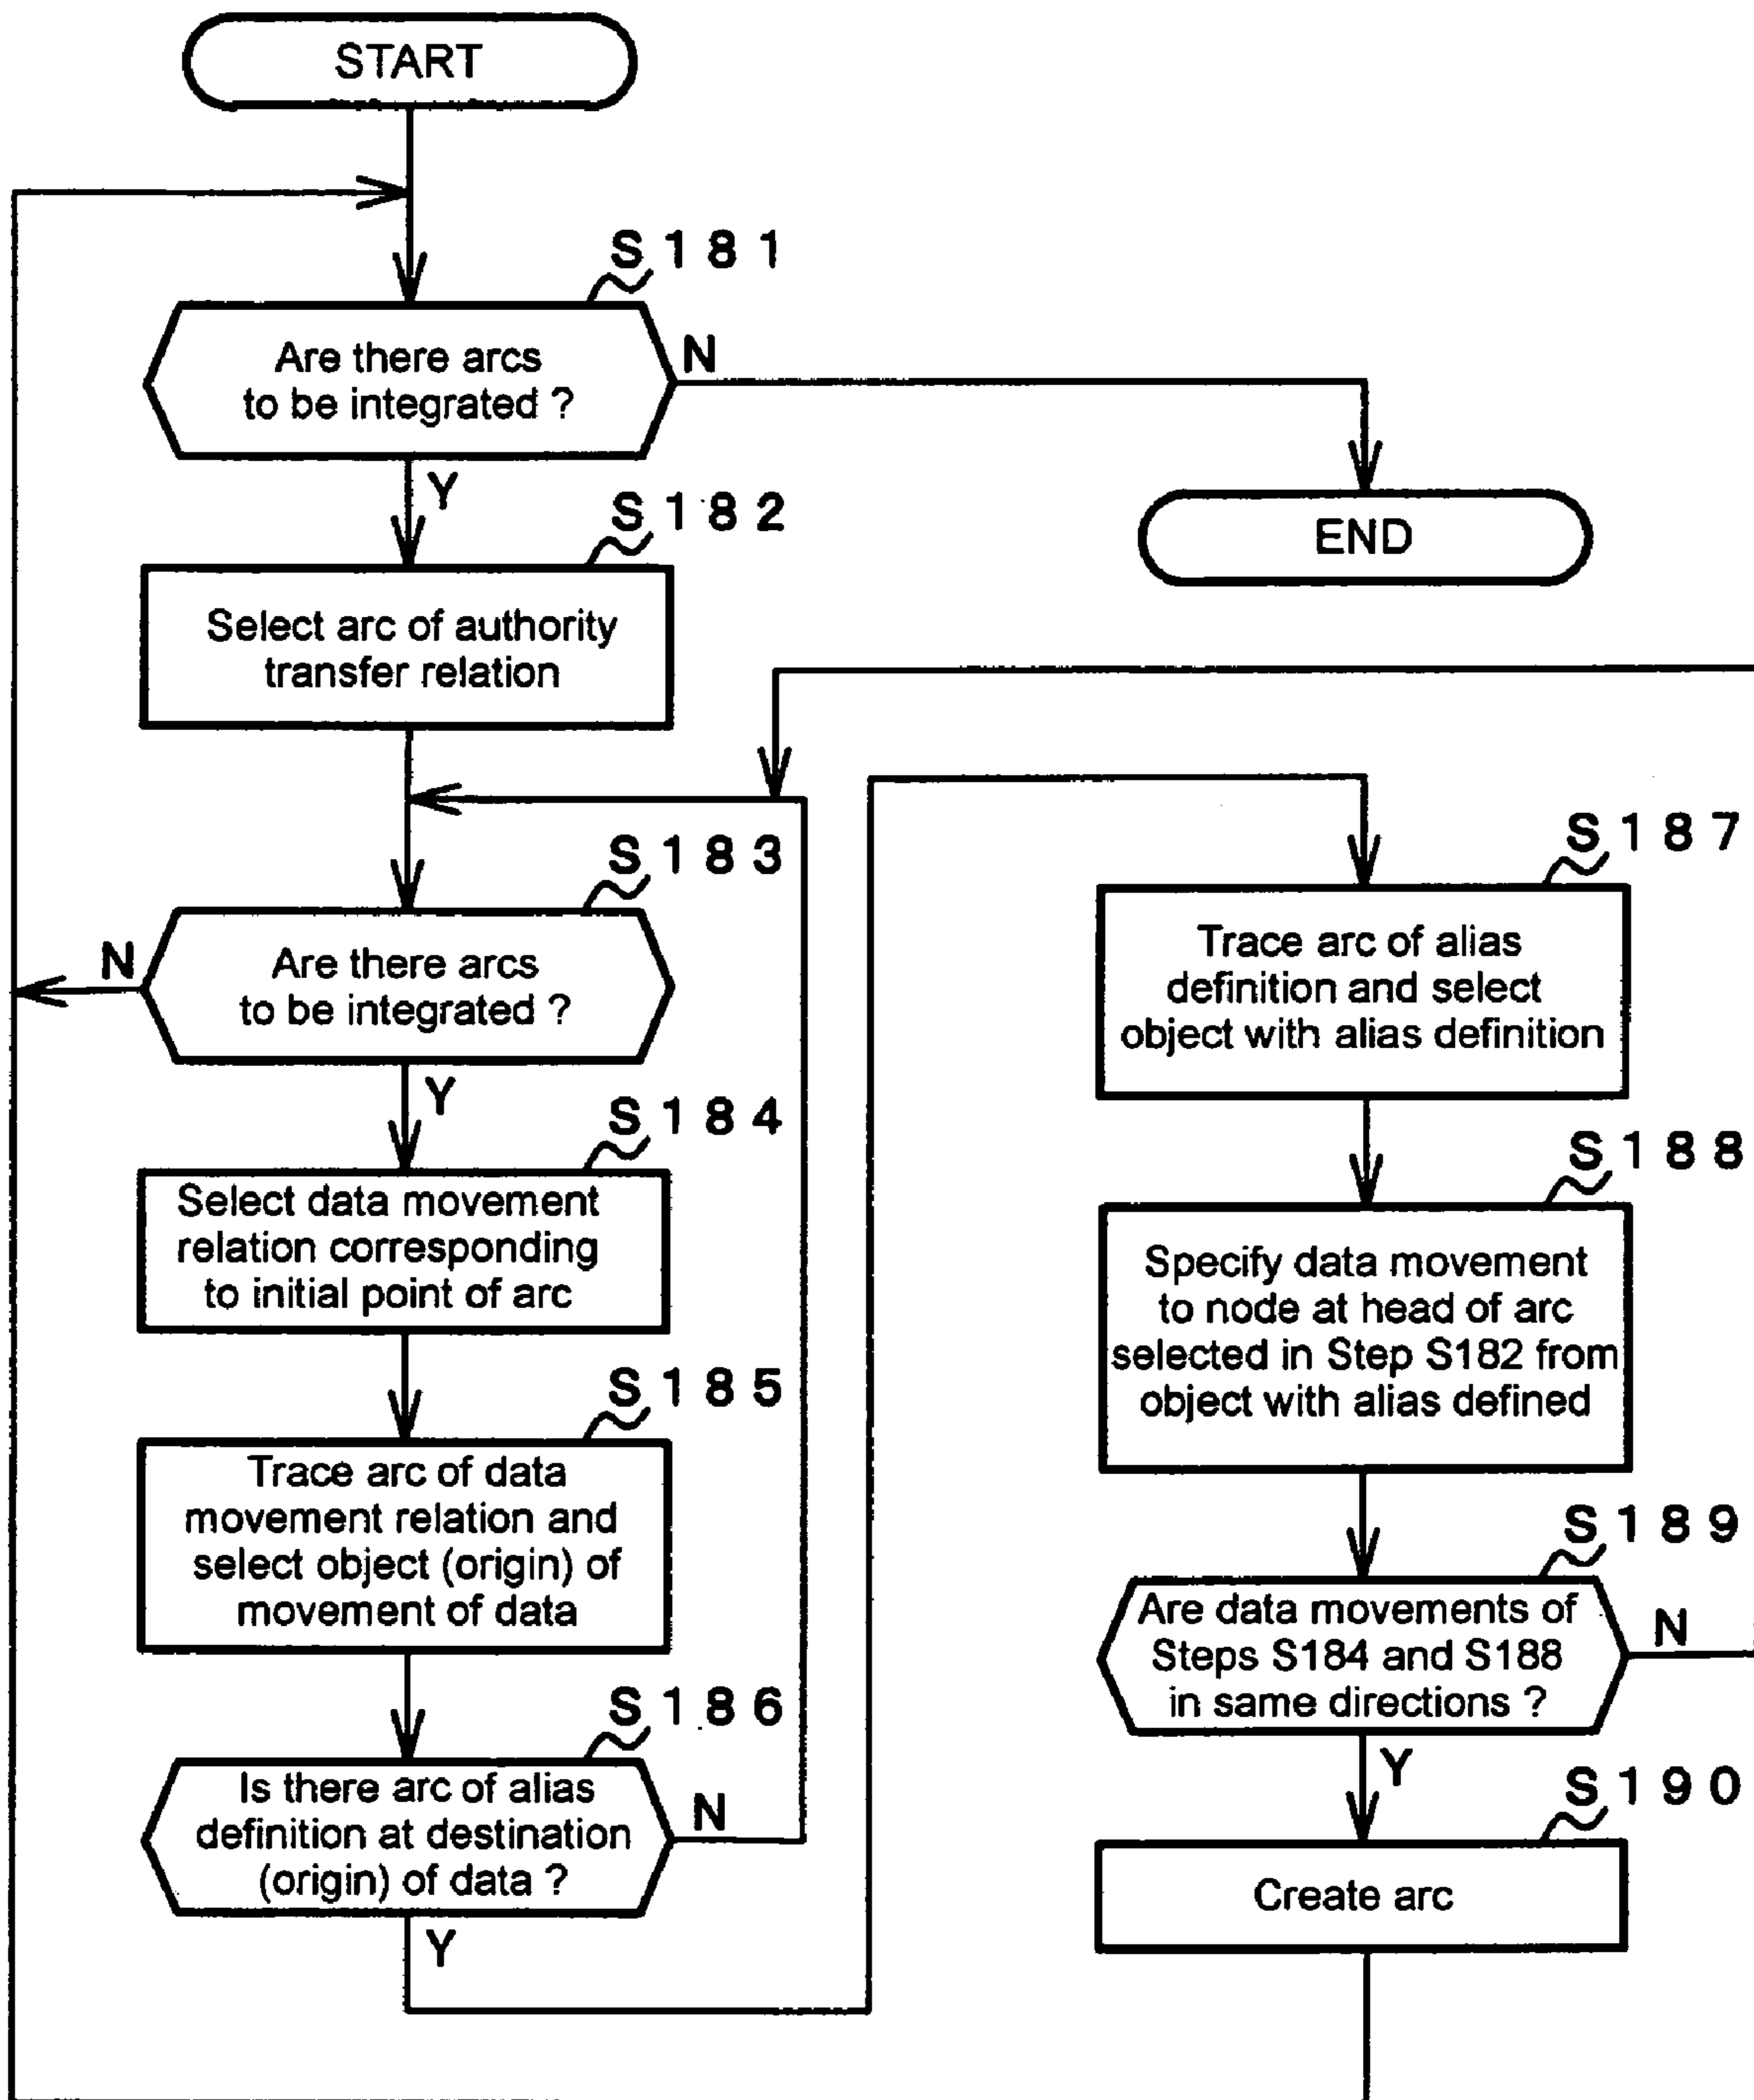 START
S181
Are there arcs
to be integrated ?
N
Y
END
S182
Select arc of authority
transfer relation
S183
Are there arcs
to be integrated ?
N
Y
S184
Select data movement
relation corresponding
to initial point of arc
S185
Trace arc of data
movement relation and
select object (origin) of
movement of data
S186
Is there arc of alias
definition at destination
(origin) of data ?
N
Y
S187
Trace arc of alias
definition and select
object with alias definition
S188
Specify data movement
to node at head of arc
selected in Step S182 from
object with alias defined
S189
Are data movements of
Steps S184 and S188
in same directions ?
N
Y
S190
Create arc